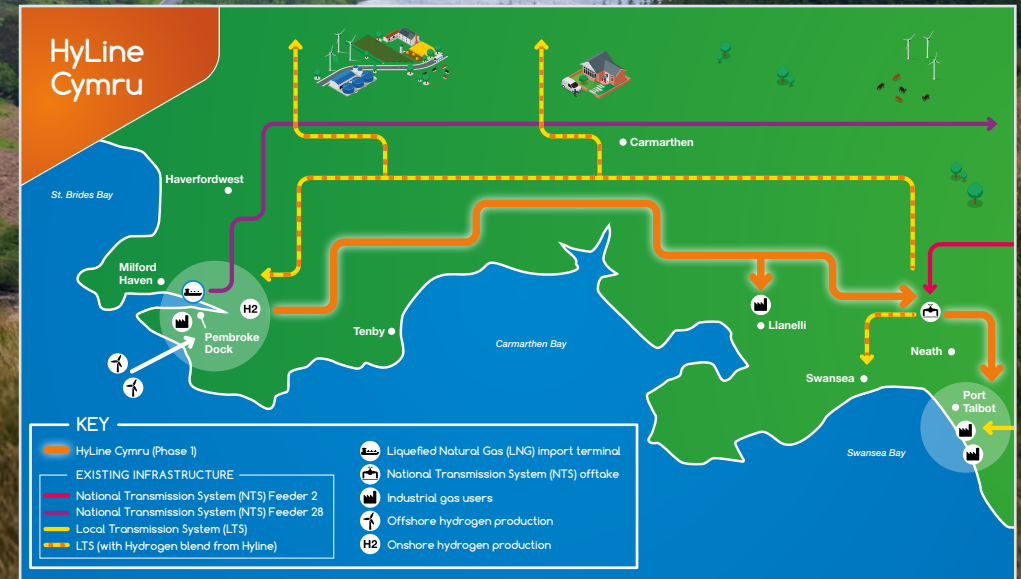 HyLine
Cymru
Carmarthen
Haverfordwest
St. Brides Bay
Milford
Haven
H2
Pembroke
Dock
Tenby
Carmarthen Bay
Llanelli
Neath
Swansea
Port
Talbot
Swansea Bay
KEY
HyLine Cymru (Phase 1)
EXISTING INFRASTRUCTURE
National Transmission System (NTS) Feeder 2
National Transmission System (NTS) Feeder 28
Local Transmission System (LTS)
LTS (with Hydrogen blend from Hyline)
Liquefied Natural Gas (LNG) import terminal
National Transmission System (NTS) offtake
Industrial gas users
Offshore hydrogen production
H2 Onshore hydrogen production